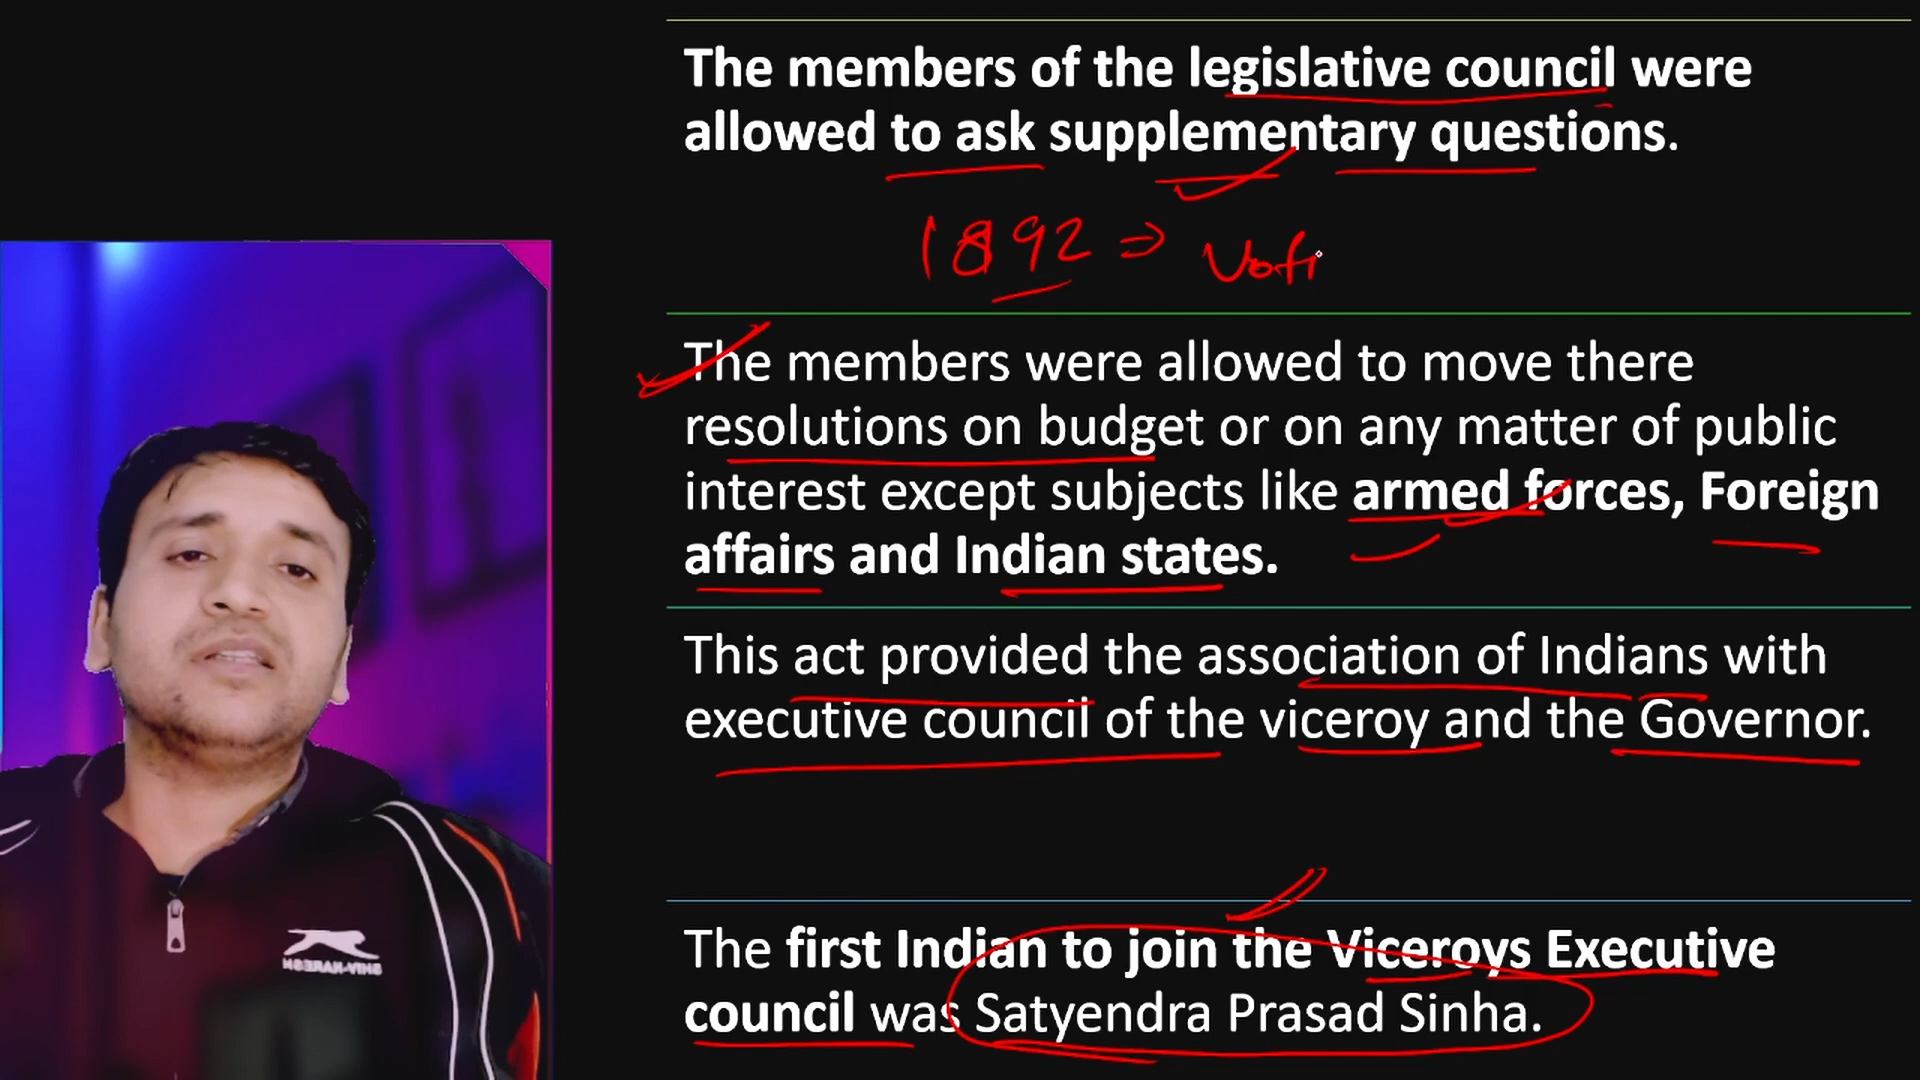 The members of the legislative council were
allowed to ask supplementary questions.
1892 ⇒
The members were allowed to move there
resolutions on budget or on any matter of public
interest except subjects like armed forces, Foreign
affairs and Indian states.
This act provided the association of Indians with
executive council of the viceroy and the Governor.
The first Indian to join the Viceroys Executive
council was Satyendra Prasad Sinha.
SHIV-NARESH